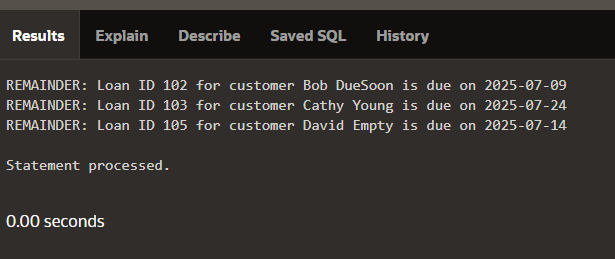 Results Explain Describe Saved SQL History
REMAINDER: Loan ID 102 for customer Bob DueSoon is due on 2025-07-09
REMAINDER: Loan ID 103 for customer Cathy Young is due on 2025-07-24
REMAINDER: Loan ID 105 for customer David Empty is due on 2025-07-14
Statement processed.
0.00 seconds